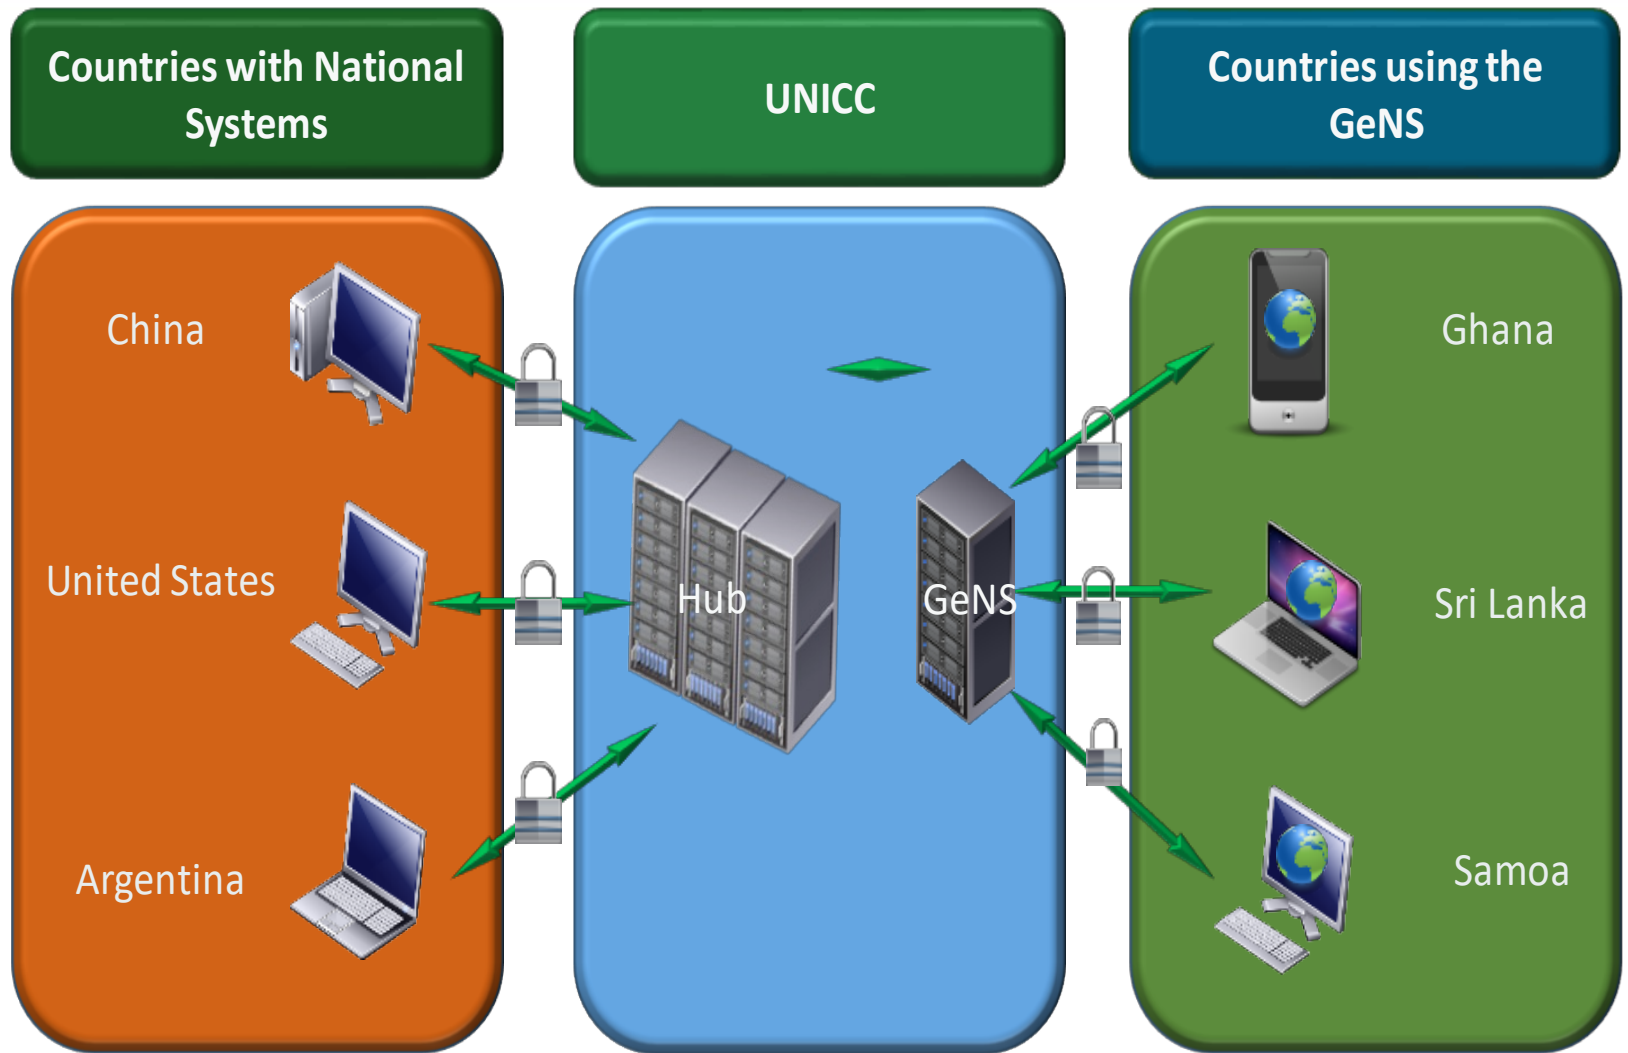 Countries with National
Systems
UNICC
Countries using the
GeNS
China
United States
Argentina
Hub
GeNS
Ghana
Sri Lanka
Samoa